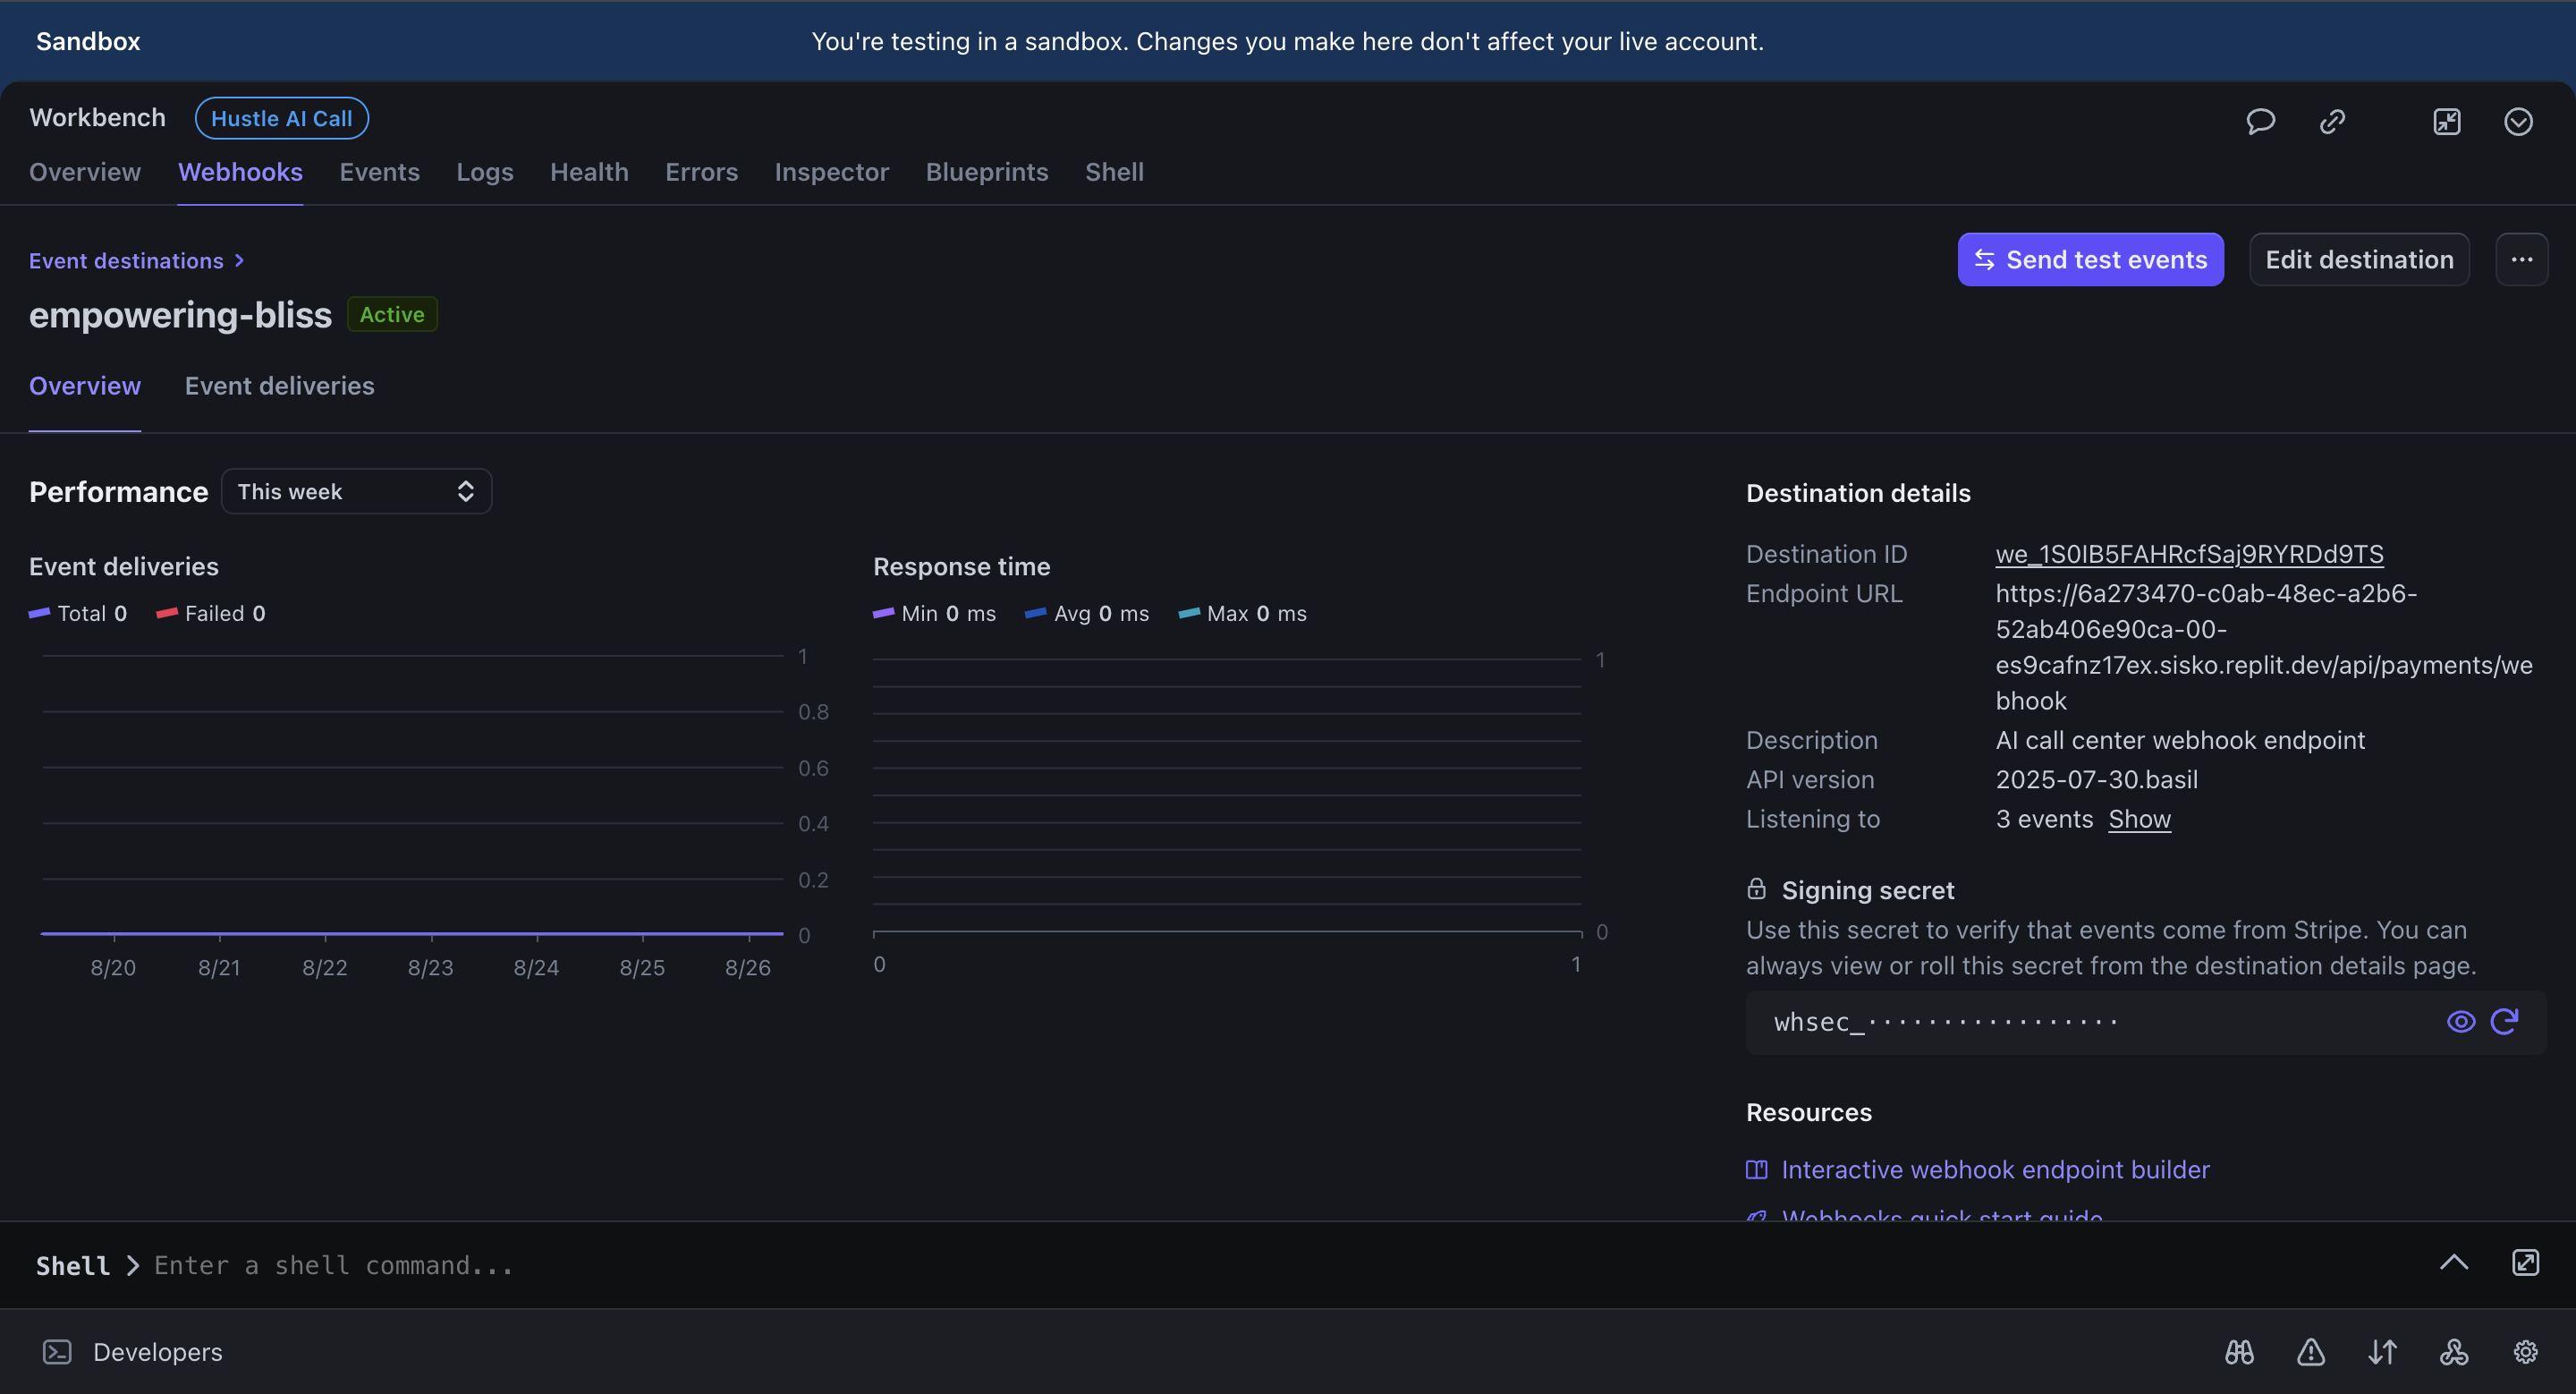 Sandbox
You're testing in a sandbox. Changes you make here don't affect your live account.
Workbench
Hustle AI Call
Overview Webhooks Events Logs Health Errors Inspector Blueprints Shell
Event destinations
Send test events
Edit destination
empowering-bliss
Active
Overview Event deliveries
Performance
This week
Event deliveries
Total 0 Failed 0
1
0.8
0.6
0.4
0.2
0
8/20 8/21 8/22 8/23 8/24 8/25 8/26
Response time
Min 0 ms Avg 0 ms Max 0 ms
1
0
0 1
Destination details
Destination ID we_1S0IB5FAHRcfSaj9RYRDd9TS
Endpoint URL https://6a273470-c0ab-48ec-a2b6-
52ab406e90ca-00-
es9cafnz17ex.sisko.replit.dev/api/payments/we
bhook
Description AI call center webhook endpoint
API version 2025-07-30.basil
Listening to 3 events Show
Signing secret
Use this secret to verify that events come from Stripe. You can
always view or roll this secret from the destination details page.
whsec_·················
Resources
Interactive webhook endpoint builder
Webhooks quick start guide
Shell > Enter a shell command...
Developers